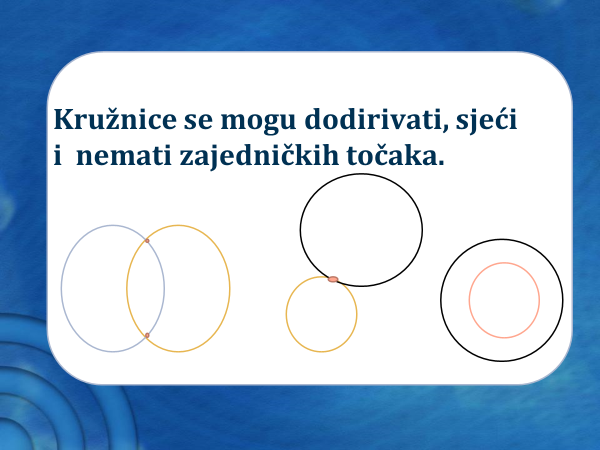 Kružnice se mogu dodirivati, sjeći
i  nemati zajedničkih točaka.